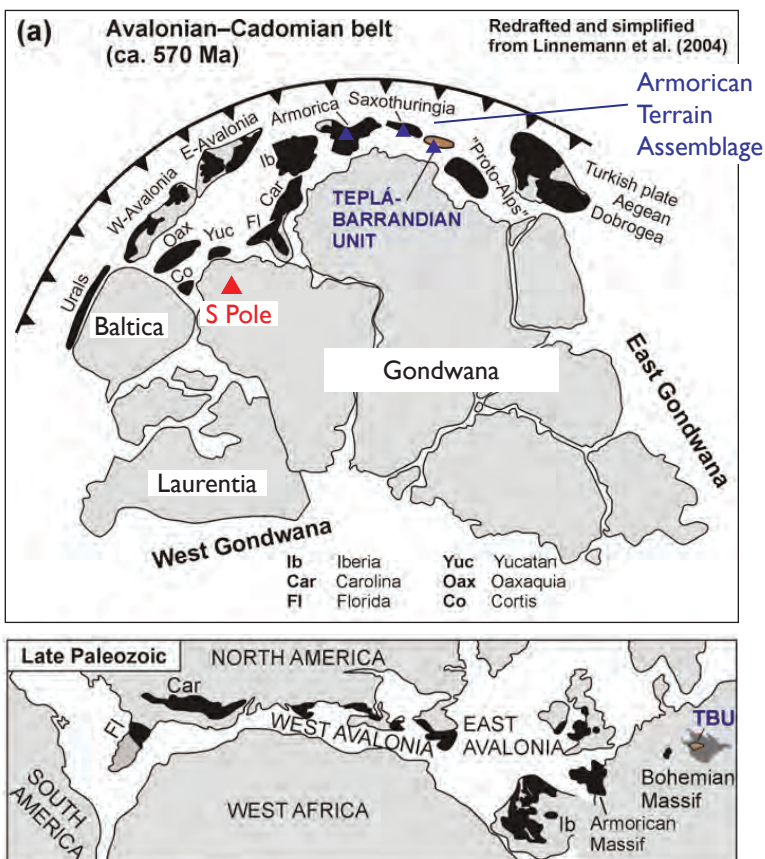 (a)
Avalonian–Cadomian belt
(ca. 570 Ma)
Redrafted and simplified
from Linnemann et al. (2004)
Armorican
Terrain
Assemblage
Armorica
Saxothuringia
E-Avalonia
Ib
W-Avalonia
Car
"Proto-Alps"
Turkish plate
Aegean
Dobrogea
TEPLÁ-
BARRANDIAN
UNIT
Oax
Yuc
Fl
Co
Urals
S Pole
Baltica
Gondwana
East Gondwana
Laurentia
West Gondwana
Ib Iberia
Car Carolina
Fl Florida
Yuc Yucatan
Oax Oaxaquia
Co Cortis
Late Paleozoic
NORTH AMERICA
Car
Fl
WEST AVALONIA
EAST
AVALONIA
TBU
Bohemian
Massif
SOUTH
AMERICA
WEST AFRICA
Ib
Armorican
Massif